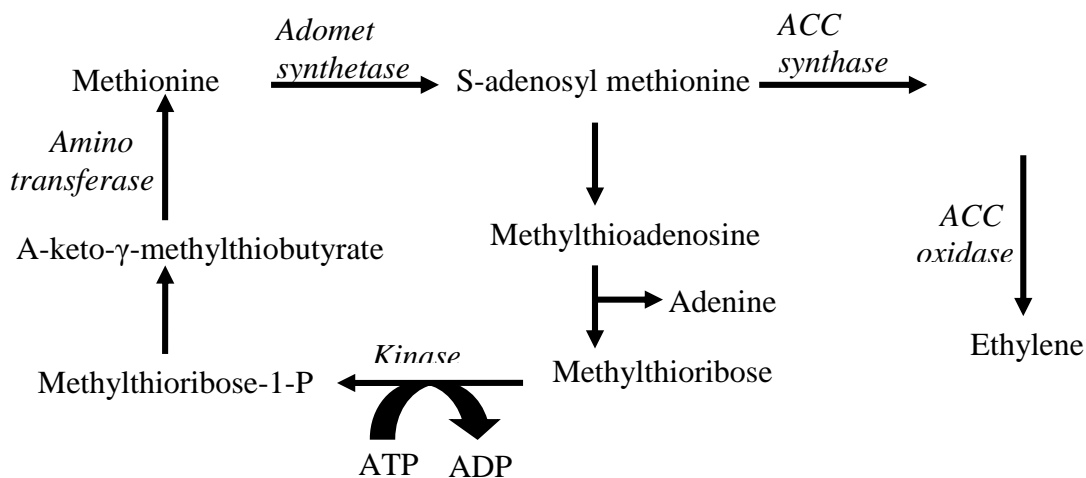 Adomet
synthetase
ACC
synthase
Methionine
S-adenosyl methionine
Amino
transferase
ACC
oxidase
Methylthioadenosine
A-keto-γ-methylthiobutyrate
Adenine
Ethylene
Kinase
Methylthioribose
Methylthioribose-1-P
ATP
ADP